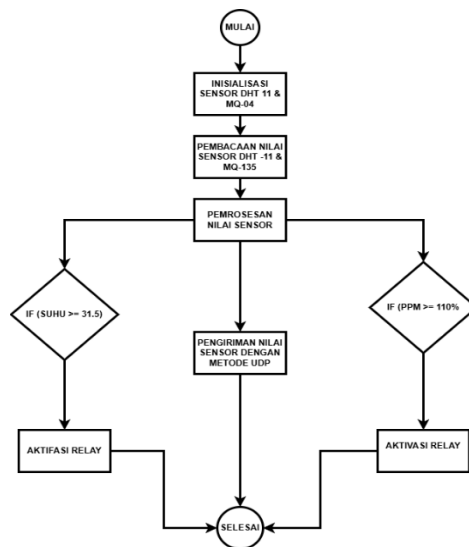 MULAI
INISIALISASI
SENSOR DHT 11 &
MQ-04
PEMBACAAN NILAI
SENSOR DHT -11 &
MQ-135
PEMROSESAN
NILAI SENSOR
IF (SUHU >= 31.5)
IF (PPM >= 110%
PENGIRIMAN NILAI
SENSOR DENGAN
METODE UDP
AKTIFASI RELAY
AKTIVASI RELAY
SELESAI